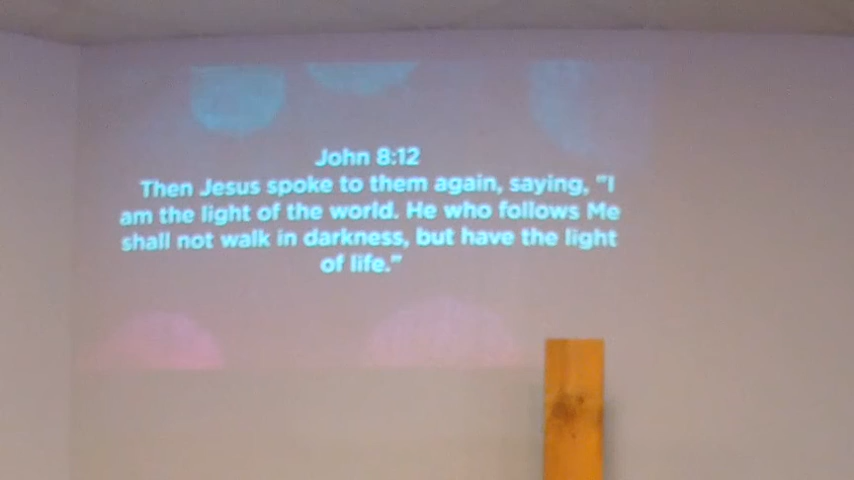 John 8:12
Then Jesus spoke to them again, saying, "I
am the light of the world. He who follows Me
shall not walk in darkness, but have the light
of life."